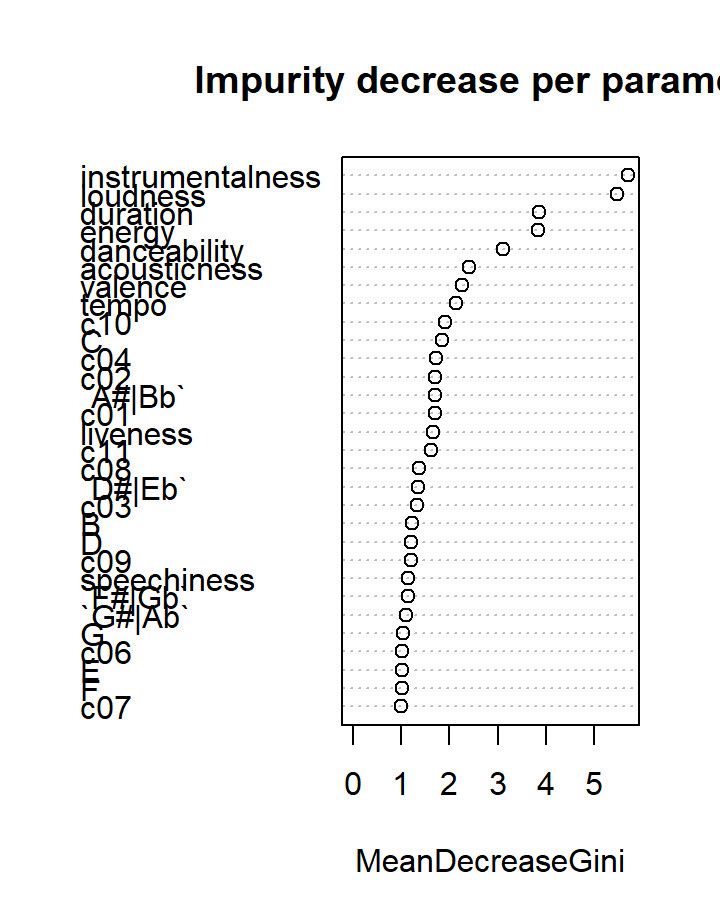 Impurity decrease per parame
instrumentalness
loudness
duration
energy
danceability
acousticness
valence
tempo
c10
C
c04
c02
`A#|Bb`
c01
liveness
c11
c08
`D#|Eb`
c03
B
D
c09
speechiness
`F#|Gb`
`G#|Ab`
G
c06
E
F
c07
0 1 2 3 4 5
MeanDecreaseGini